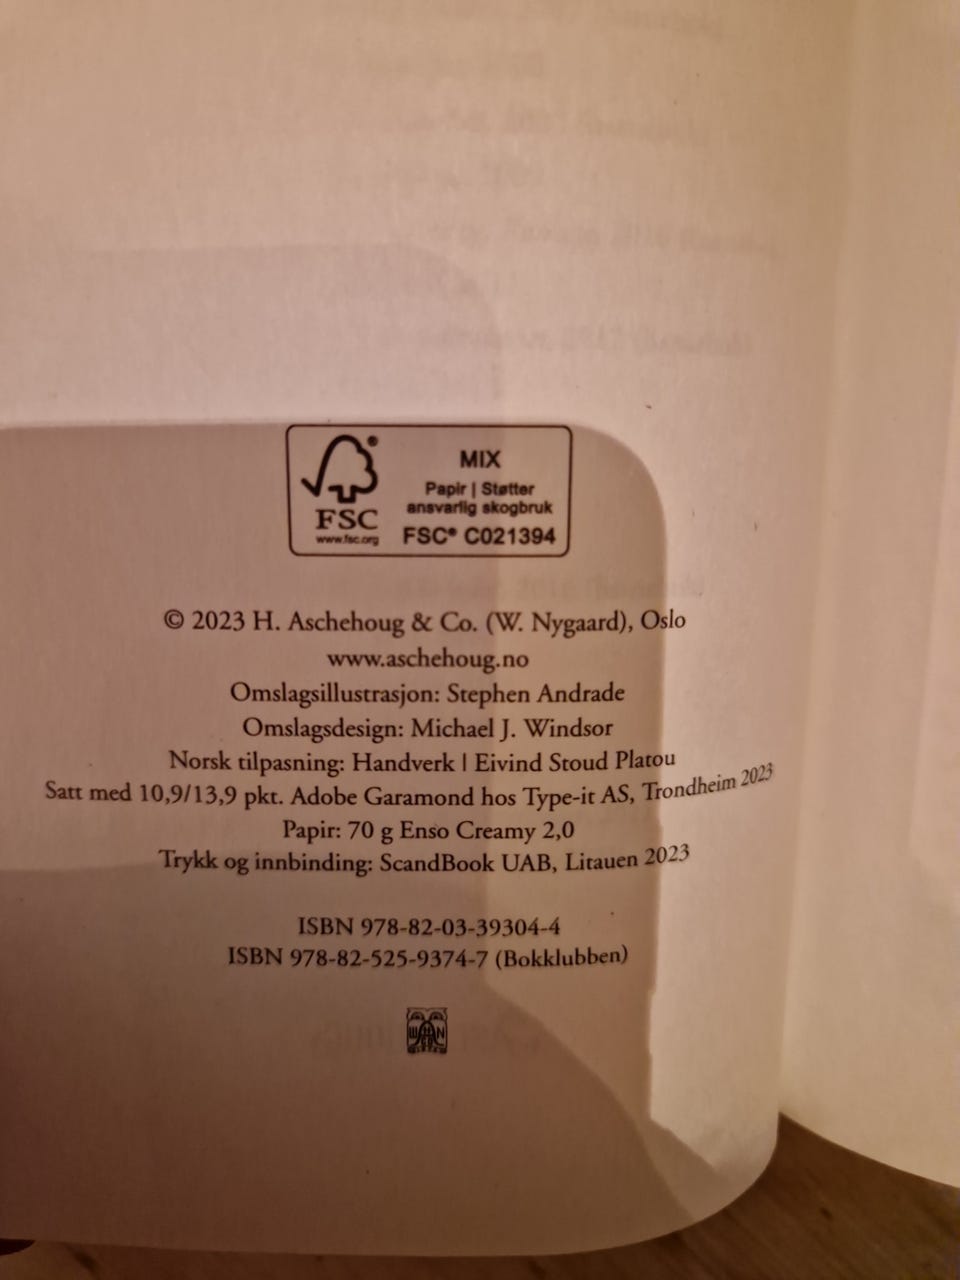 MIX
Papir | Støtter
ansvarlig skogbruk
FSC® C021394
FSC
www.fsc.org
© 2023 H. Aschehoug & Co. (W. Nygaard), Oslo
www.aschehoug.no
Omslagsillustrasjon: Stephen Andrade
Omslagsdesign: Michael J. Windsor
Norsk tilpasning: Handverk | Eivind Stoud Platou
Satt med 10,9/13,9 pkt. Adobe Garamond hos Type-it AS, Trondheim 2023
Papir: 70 g Enso Creamy 2,0
Trykk og innbinding: ScandBook UAB, Litauen 2023
ISBN 978-82-03-39304-4
ISBN 978-82-525-9374-7 (Bokklubben)